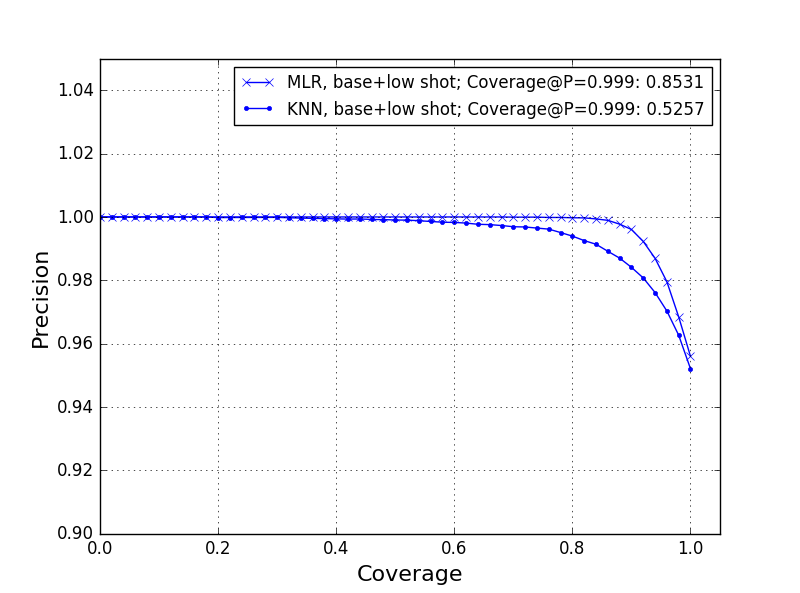 MLR, base+low shot; Coverage@P=0.999: 0.8531
KNN, base+low shot; Coverage@P=0.999: 0.5257
1.04
1.02
1.00
0.98
0.96
0.94
0.92
0.90
Precision
0.0 0.2 0.4 0.6 0.8 1.0
Coverage